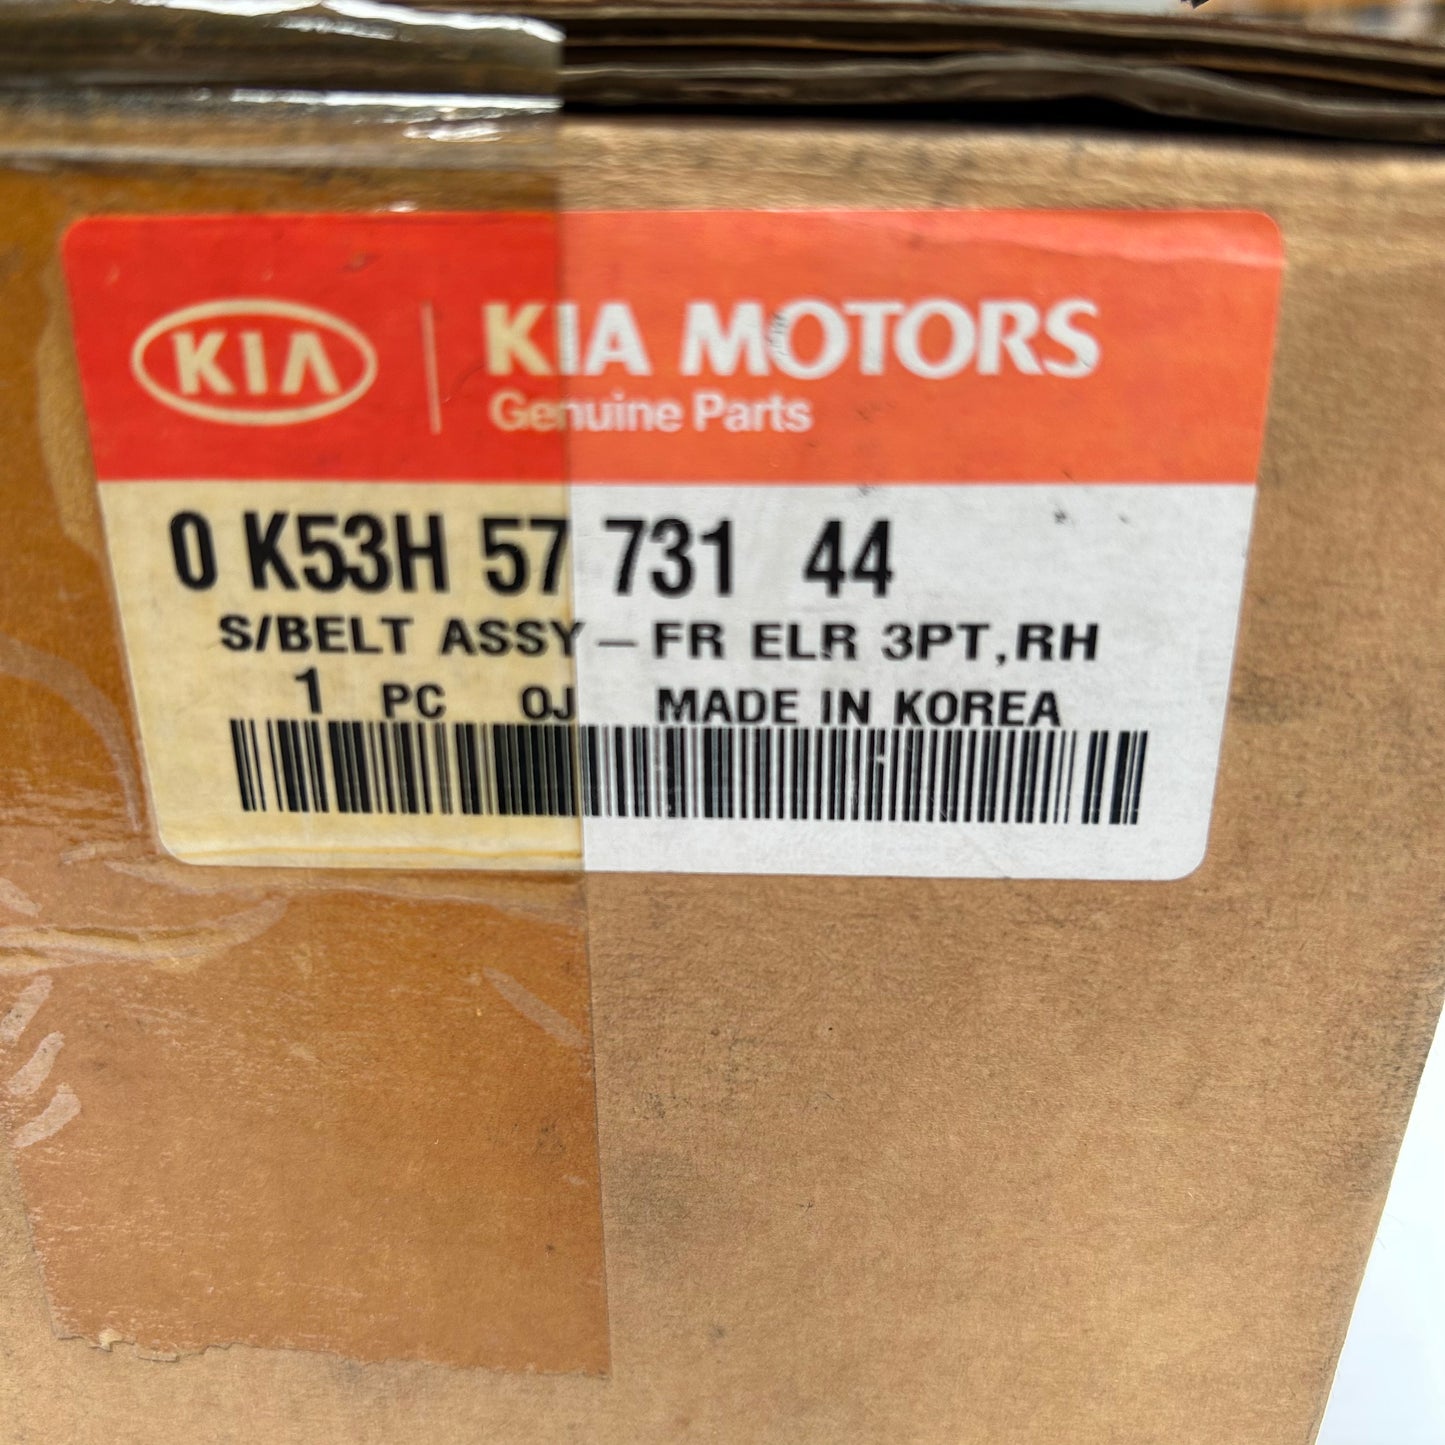 KIA
KIA MOTORS
Genuine Parts
0 K53H 57 731 44
S/BELT ASSY – FR ELR 3PT,RH
1 PC OJ MADE IN KOREA